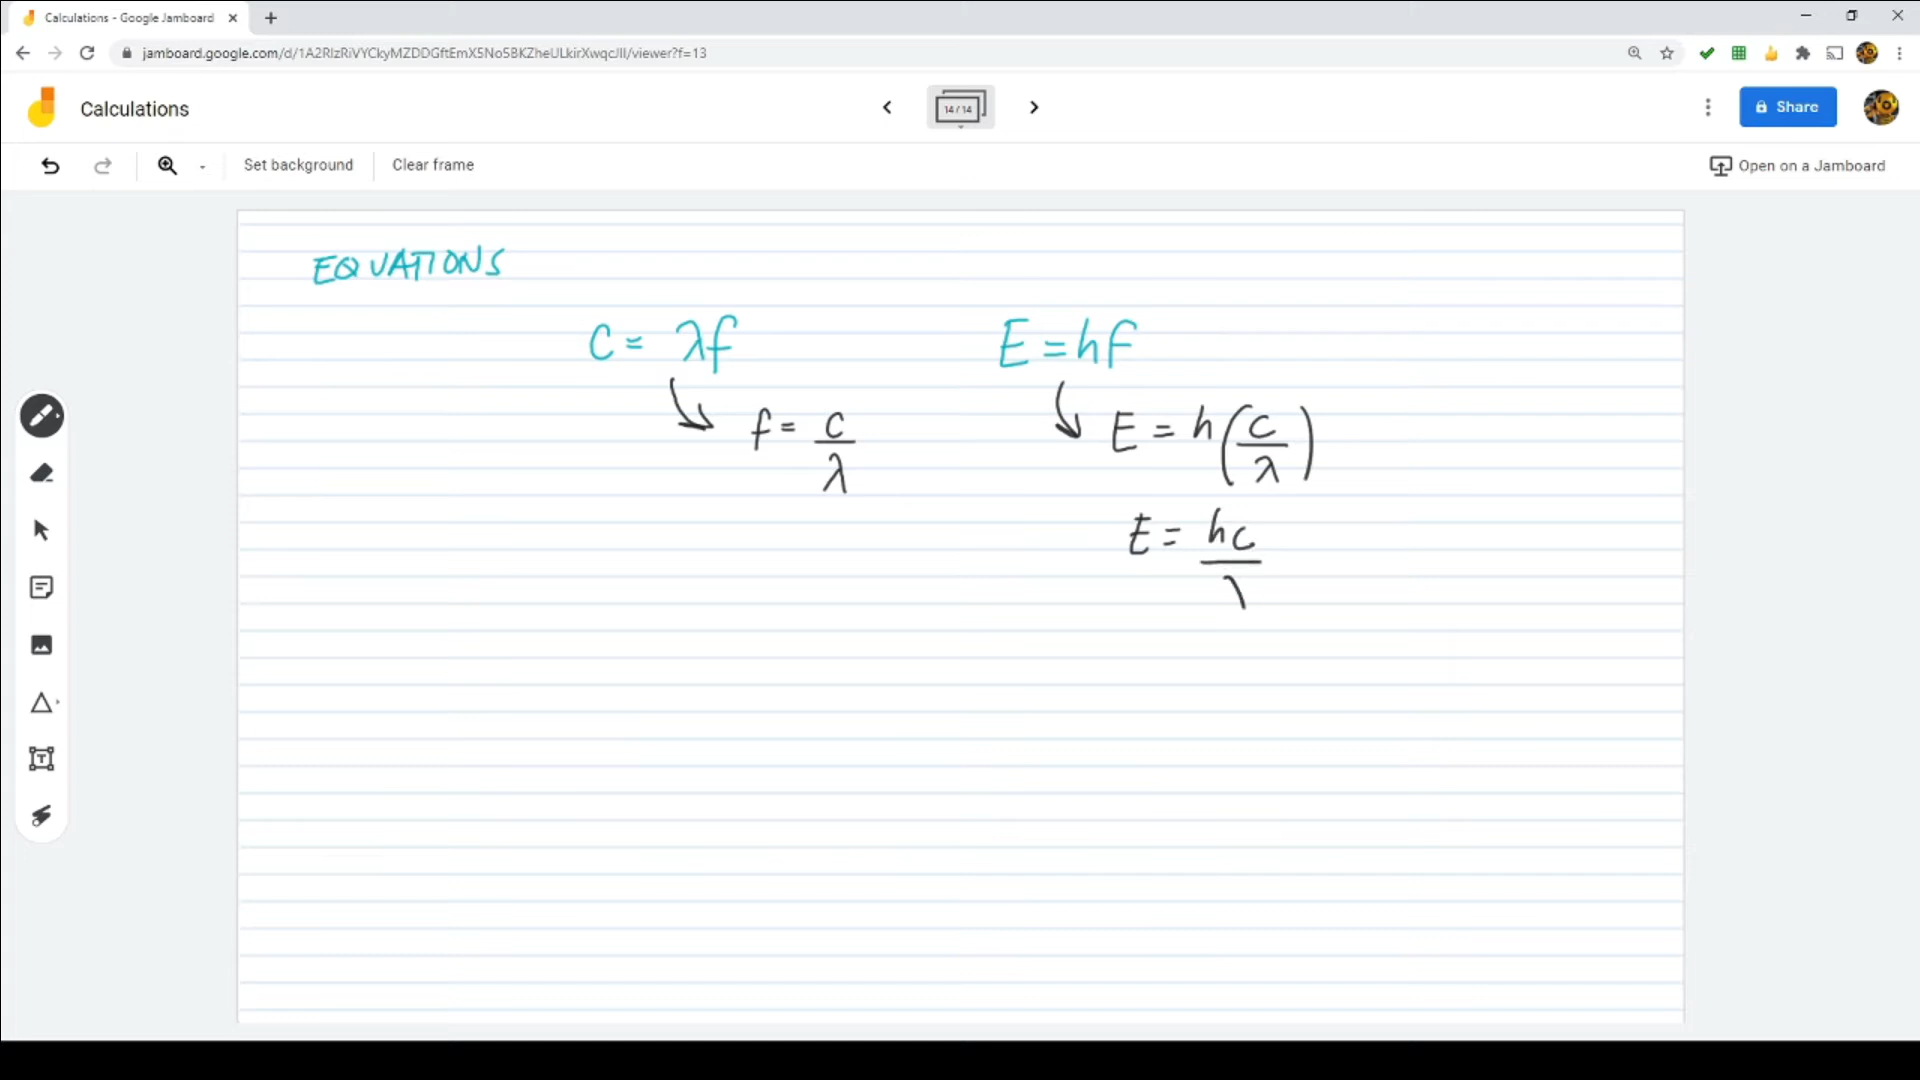 Calculations - Google Jamboard
jamboard.google.com/d/1A2RlzRiVYCkyMZDDGftEmX5No5BKZheULkirXwqcJlI/viewer?f=13
Calculations
14 / 14
Share
Set background
Clear frame
Open on a Jamboard
EQUATIONS
C = λf
E = hf
f = c/λ
E = h(c/λ)
E = hc/λ